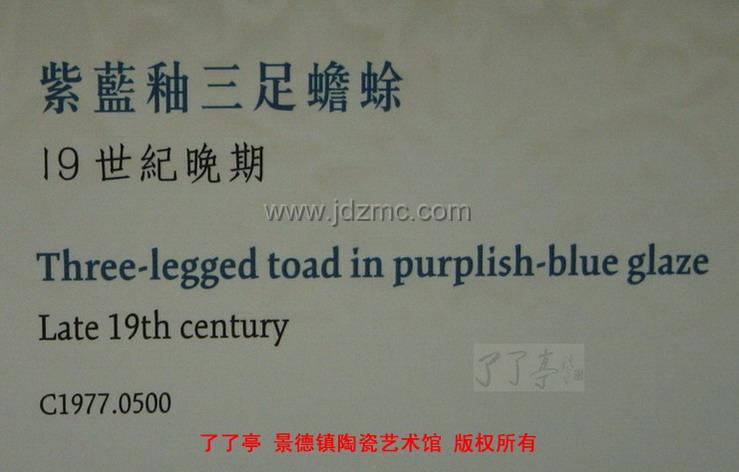 紫藍釉三足蟾蜍
19世紀晚期
www.jdzmc.com
Three-legged toad in purplish-blue glaze
Late 19th century
了了亭
C1977.0500
了了亭 景德镇陶瓷艺术馆 版权所有